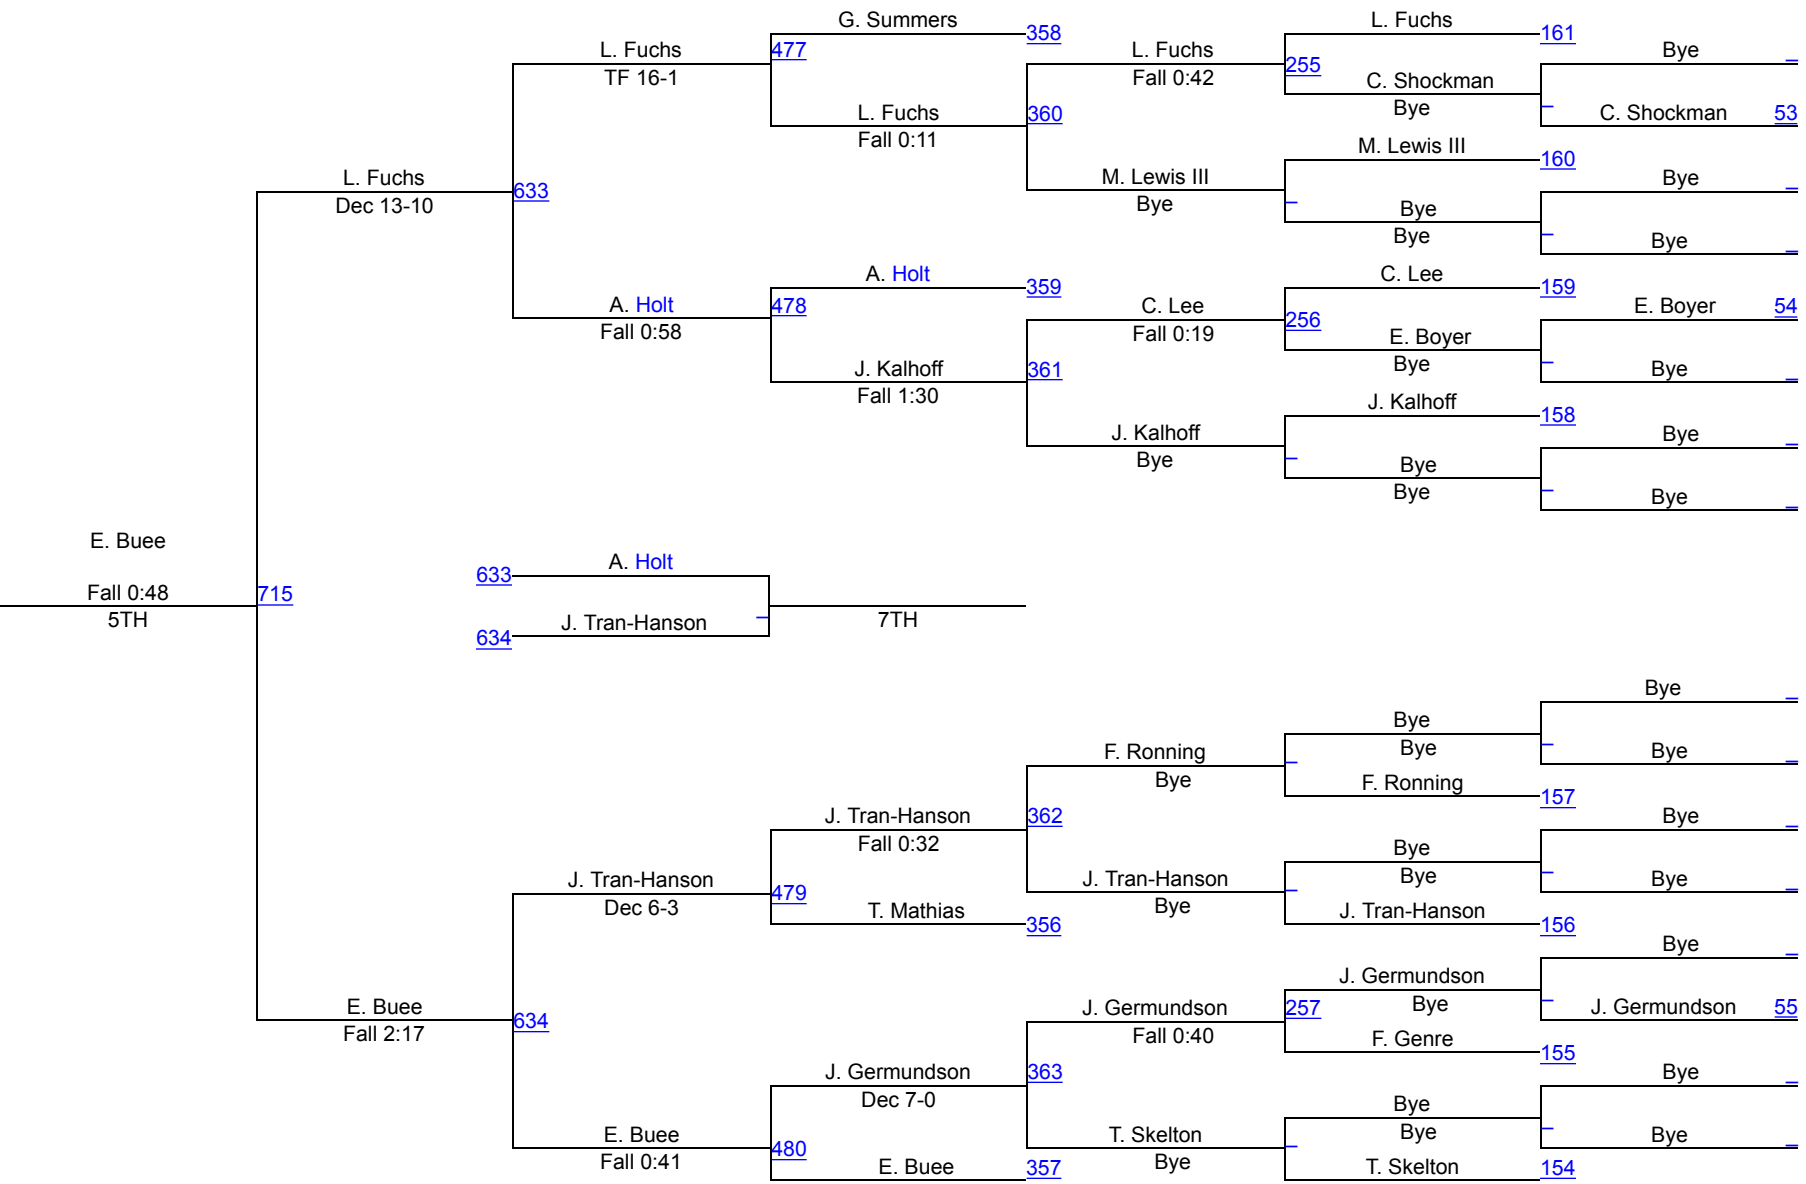 G. Summers
L. Fuchs
358
161
L. Fuchs
477
L. Fuchs
Bye
_
TF 16-1
255
Fall 0:42
C. Shockman
L. Fuchs
360
Bye
_
C. Shockman
53
Fall 0:11
M. Lewis III
160
L. Fuchs
633
M. Lewis III
Bye
_
Dec 13-10
Bye
_
Bye
Bye
_
Bye
_
A. Holt
C. Lee
359
159
A. Holt
478
C. Lee
E. Boyer
54
Fall 0:58
256
Fall 0:19
E. Boyer
J. Kalhoff
361
Bye
_
Bye
_
Fall 1:30
J. Kalhoff
158
J. Kalhoff
Bye
_
Bye
_
Bye
Bye
_
Bye
_
E. Buee
A. Holt
633
Fall 0:48
715
5TH
J. Tran-Hanson
_
7TH
634
Bye
_
Bye
F. Ronning
Bye
_
Bye
_
Bye
_
F. Ronning
157
J. Tran-Hanson
362
Bye
_
Fall 0:32
Bye
J. Tran-Hanson
479
J. Tran-Hanson
_
Bye
_
Bye
_
Dec 6-3
T. Mathias
356
Bye
J. Tran-Hanson
156
Bye
_
J. Germundson
E. Buee
634
J. Germundson
257
Bye
_
J. Germundson
55
Fall 2:17
Fall 0:40
F. Genre
155
J. Germundson
363
Bye
_
Dec 7-0
Bye
E. Buee
480
T. Skelton
_
Bye
_
Bye
_
Fall 0:41
E. Buee
357
Bye
T. Skelton
154